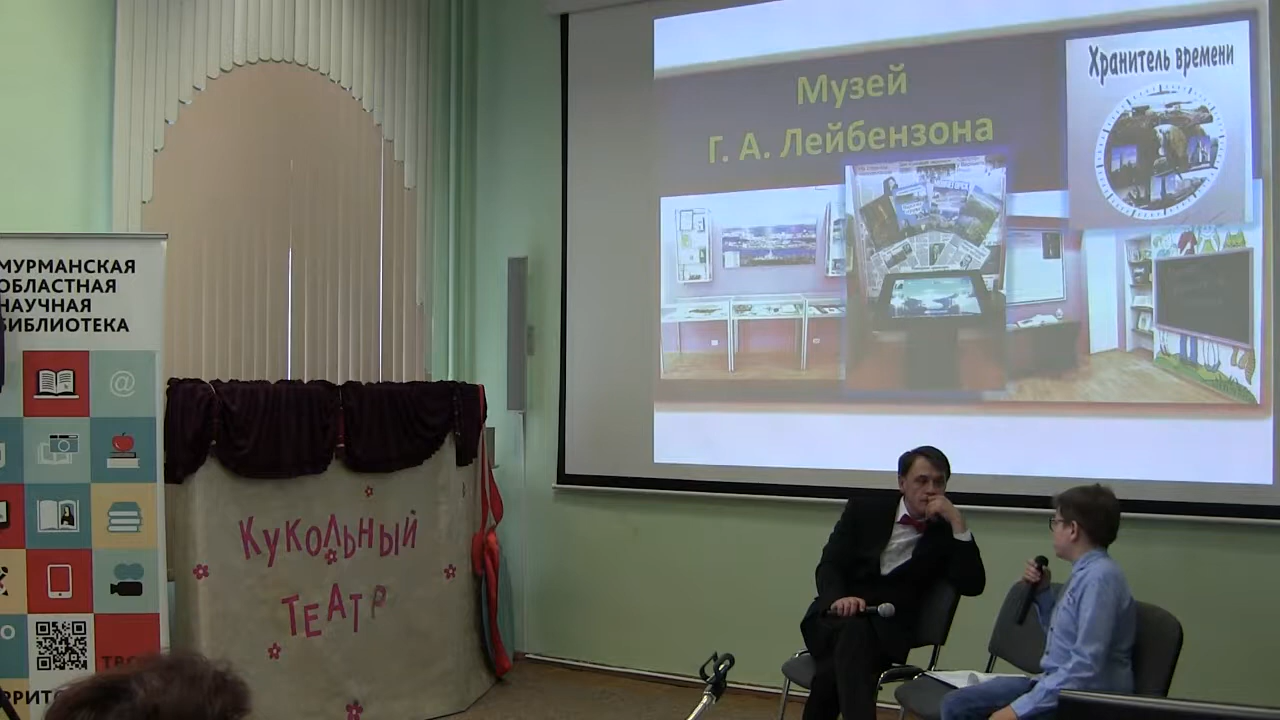 МУРМАНСКАЯ
ОБЛАСТНАЯ
НАУЧНАЯ
БИБЛИОТЕКА
@
КУКОЛЬНЫЙ
ТЕАТР
Музей
Г. А. Лейбензона
Хранитель времени